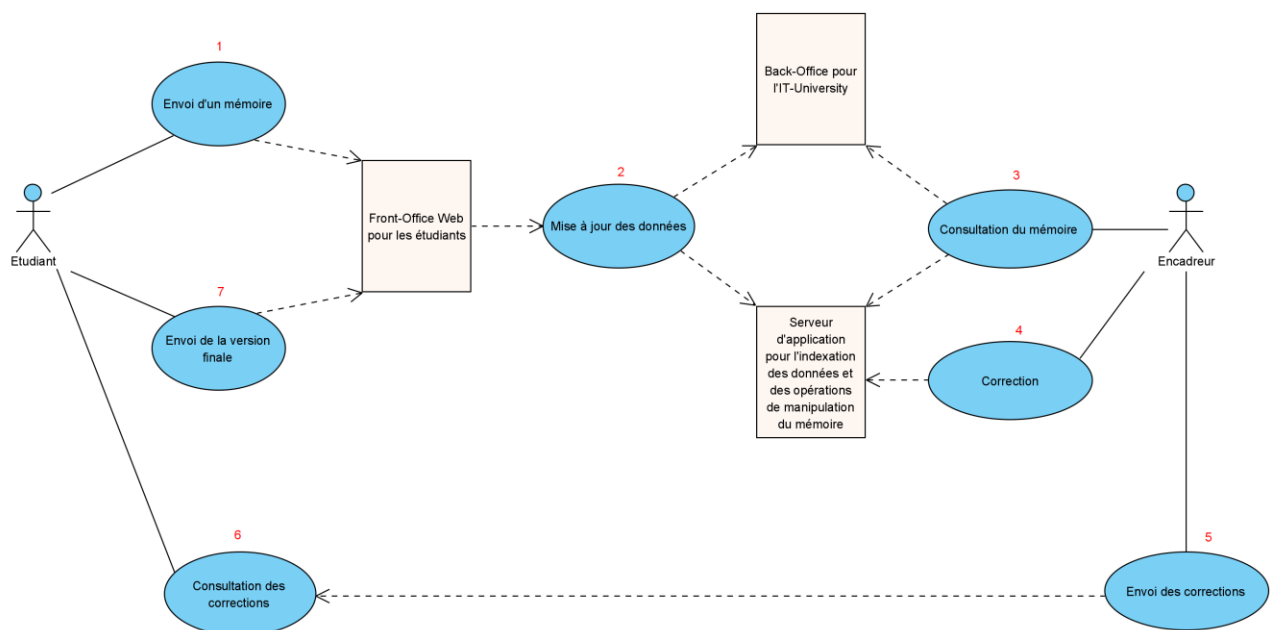 1
Envoi d'un mémoire
Back-Office pour
l'IT-University
2
Mise à jour des données
3
Consultation du mémoire
Front-Office Web
pour les étudiants
Etudiant
Encadreur
7
Envoi de la version
finale
Serveur
d'application
pour l'indexation
des données et
des opérations
de manipulation
du mémoire
4
Correction
6
Consultation des
corrections
5
Envoi des corrections